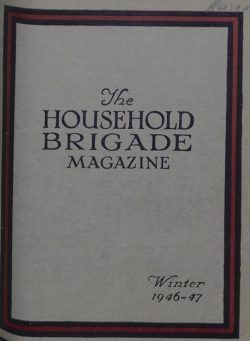 The
HOUSEHOLD
BRIGADE
MAGAZINE
Winter
1946-47